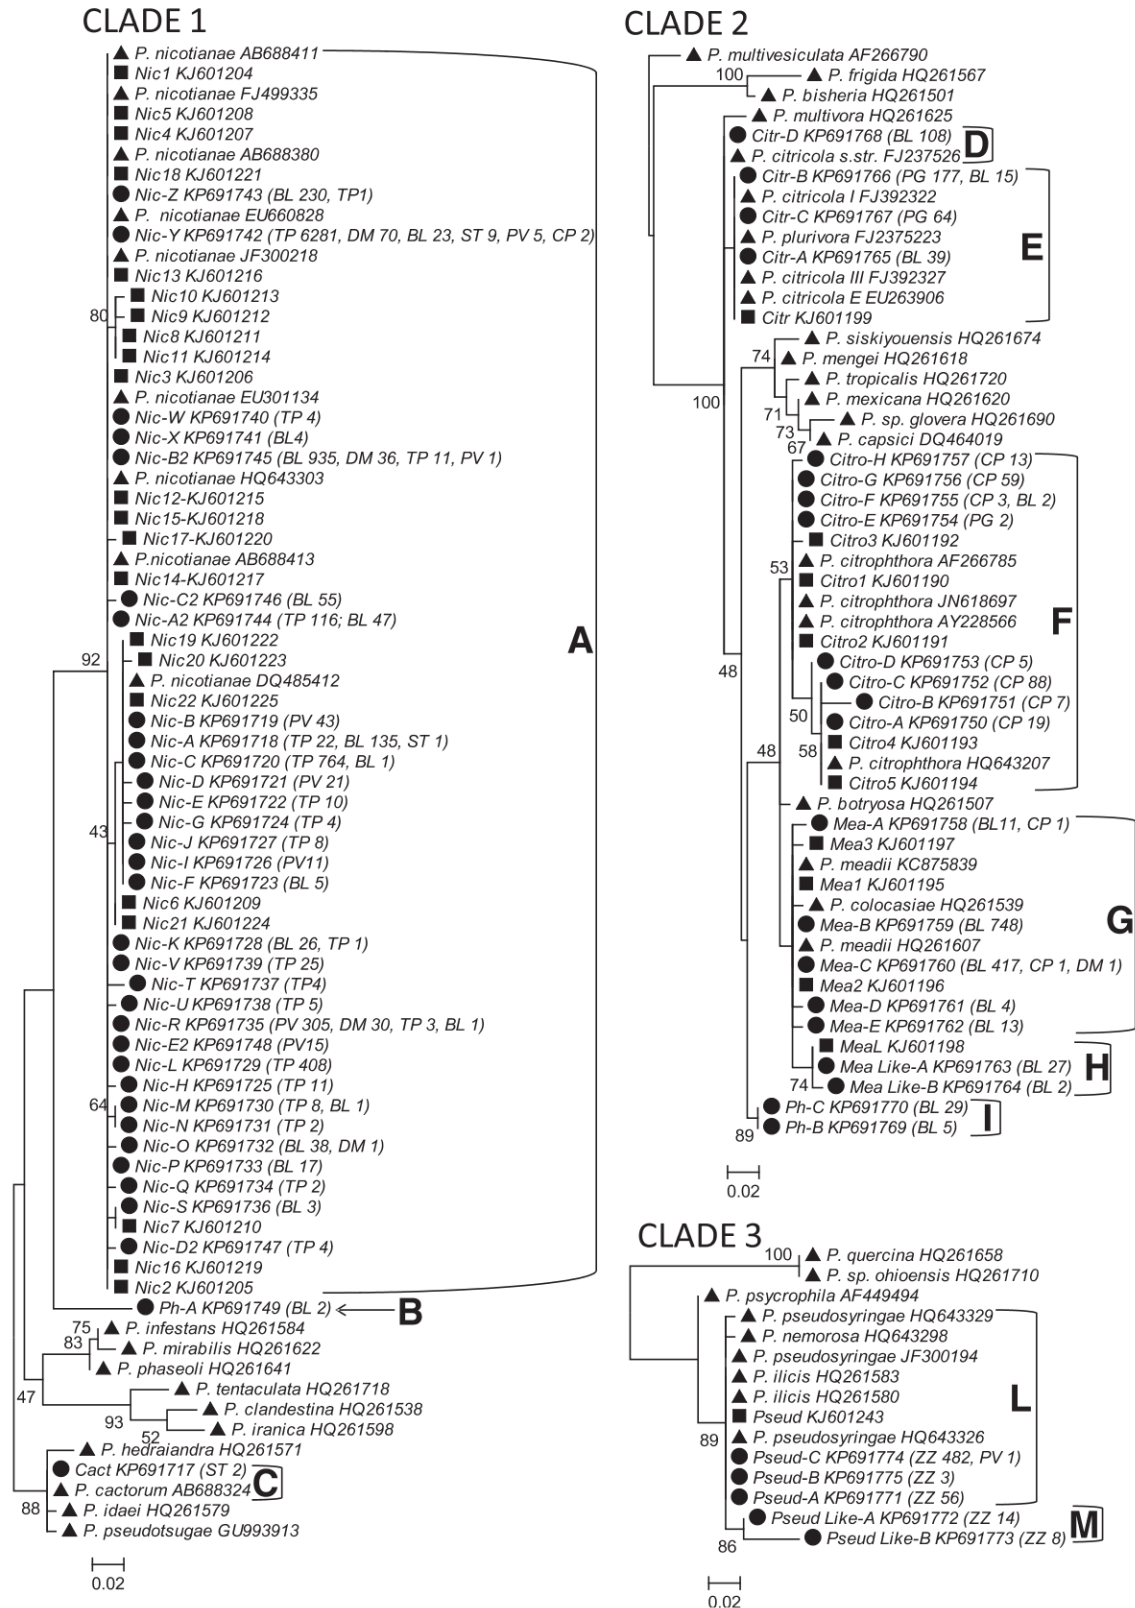 CLADE 1
P. nicotianae AB688411
Nic1 KJ601204
P. nicotianae FJ499335
Nic5 KJ601208
Nic4 KJ601207
P. nicotianae AB688380
Nic18 KJ601221
Nic-Z KP691743 (BL 230, TP1)
P. nicotianae EU660828
Nic-Y KP691742 (TP 6281, DM 70, BL 23, ST 9, PV 5, CP 2)
P. nicotianae JF300218
Nic13 KJ601216
Nic10 KJ601213
80
Nic9 KJ601212
Nic8 KJ601211
Nic11 KJ601214
Nic3 KJ601206
P. nicotianae EU301134
Nic-W KP691740 (TP 4)
Nic-X KP691741 (BL4)
Nic-B2 KP691745 (BL 935, DM 36, TP 11, PV 1)
P. nicotianae HQ643303
Nic12-KJ601215
Nic15-KJ601218
Nic17-KJ601220
P.nicotianae AB688413
Nic14-KJ601217
Nic-C2 KP691746 (BL 55)
Nic-A2 KP691744 (TP 116; BL 47)
A
Nic19 KJ601222
92
Nic20 KJ601223
P. nicotianae DQ485412
Nic22 KJ601225
Nic-B KP691719 (PV 43)
Nic-A KP691718 (TP 22, BL 135, ST 1)
Nic-C KP691720 (TP 764, BL 1)
Nic-D KP691721 (PV 21)
Nic-E KP691722 (TP 10)
Nic-G KP691724 (TP 4)
43
Nic-J KP691727 (TP 8)
Nic-I KP691726 (PV11)
Nic-F KP691723 (BL 5)
Nic6 KJ601209
Nic21 KJ601224
Nic-K KP691728 (BL 26, TP 1)
Nic-V KP691739 (TP 25)
Nic-T KP691737 (TP4)
Nic-U KP691738 (TP 5)
Nic-R KP691735 (PV 305, DM 30, TP 3, BL 1)
Nic-E2 KP691748 (PV15)
Nic-L KP691729 (TP 408)
Nic-H KP691725 (TP 11)
64
Nic-M KP691730 (TP 8, BL 1)
Nic-N KP691731 (TP 2)
Nic-O KP691732 (BL 38, DM 1)
Nic-P KP691733 (BL 17)
Nic-Q KP691734 (TP 2)
Nic-S KP691736 (BL 3)
Nic7 KJ601210
Nic-D2 KP691747 (TP 4)
Nic16 KJ601219
Nic2 KJ601205
Ph-A KP691749 (BL 2)
B
75
P. infestans HQ261584
83
P. mirabilis HQ261622
P. phaseoli HQ261641
47
P. tentaculata HQ261718
93
P. clandestina HQ261538
52
P. iranica HQ261598
P. hedraiandra HQ261571
Cact KP691717 (ST 2)
C
P. cactorum AB688324
88
P. idaei HQ261579
P. pseudotsugae GU993913
0.02
CLADE 2
P. multivesiculata AF266790
100
P. frigida HQ261567
P. bisheria HQ261501
P. multivora HQ261625
Citr-D KP691768 (BL 108)
D
P. citricola s.str. FJ237526
Citr-B KP691766 (PG 177, BL 15)
P. citricola I FJ392322
Citr-C KP691767 (PG 64)
P. plurivora FJ2375223
E
Citr-A KP691765 (BL 39)
P. citricola III FJ392327
P. citricola E EU263906
Citr KJ601199
P. siskiyouensis HQ261674
74
P. mengei HQ261618
P. tropicalis HQ261720
100
P. mexicana HQ261620
71
P. sp. glovera HQ261690
73
P. capsici DQ464019
67
Citro-H KP691757 (CP 13)
Citro-G KP691756 (CP 59)
Citro-F KP691755 (CP 3, BL 2)
Citro-E KP691754 (PG 2)
Citro3 KJ601192
53
P. citrophthora AF266785
Citro1 KJ601190
P. citrophthora JN618697
F
P. citrophthora AY228566
Citro2 KJ601191
48
Citro-D KP691753 (CP 5)
Citro-C KP691752 (CP 88)
Citro-B KP691751 (CP 7)
50
Citro-A KP691750 (CP 19)
48
58
Citro4 KJ601193
P. citrophthora HQ643207
Citro5 KJ601194
P. botryosa HQ261507
Mea-A KP691758 (BL11, CP 1)
Mea3 KJ601197
P. meadii KC875839
Mea1 KJ601195
P. colocasiae HQ261539
G
Mea-B KP691759 (BL 748)
P. meadii HQ261607
Mea-C KP691760 (BL 417, CP 1, DM 1)
Mea2 KJ601196
Mea-D KP691761 (BL 4)
Mea-E KP691762 (BL 13)
MeaL KJ601198
Mea Like-A KP691763 (BL 27)
H
74
Mea Like-B KP691764 (BL 2)
Ph-C KP691770 (BL 29)
I
89
Ph-B KP691769 (BL 5)
0.02
CLADE 3
100
P. quercina HQ261658
P. sp. ohioensis HQ261710
P. psycrophila AF449494
P. pseudosyringae HQ643329
P. nemorosa HQ643298
P. pseudosyringae JF300194
P. ilicis HQ261583
P. ilicis HQ261580
L
Pseud KJ601243
89
P. pseudosyringae HQ643326
Pseud-C KP691774 (ZZ 482, PV 1)
Pseud-B KP691775 (ZZ 3)
Pseud-A KP691771 (ZZ 56)
Pseud Like-A KP691772 (ZZ 14)
M
86
Pseud Like-B KP691773 (ZZ 8)
0.02